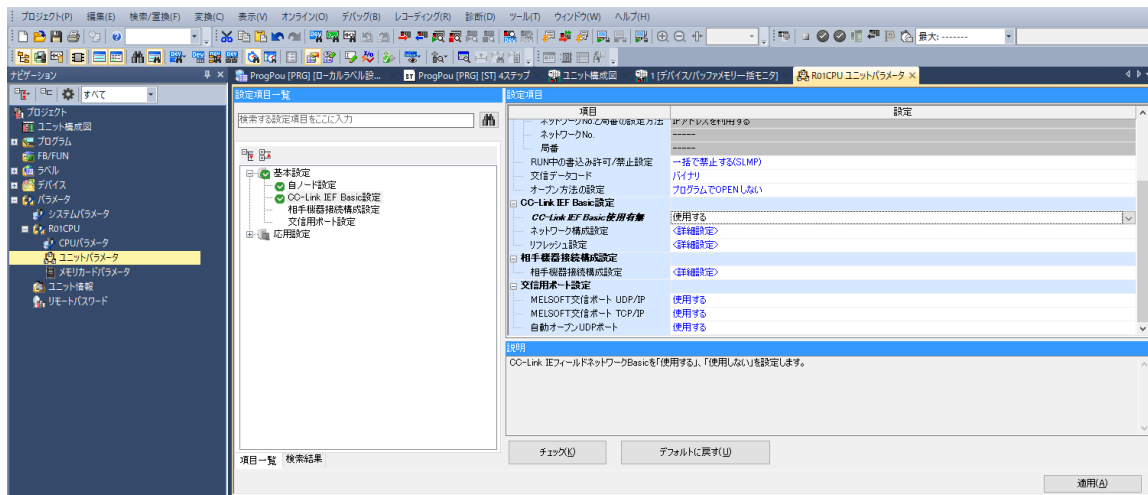 プロジェクト(P) 編集(E) 検索/置換(F) 変換(C) 表示(V) オンライン(O) デバッグ(B) レコーディング(R) 診断(D) ツール(T) ウィンドウ(W) ヘルプ(H)
最大: -------
ナビゲーション
ProgPou [PRG] [ローカルラベル設...
ProgPou [PRG] [ST] 4ステップ
ユニット構成図
1 [デバイス/バッファメモリ一括モニタ]
R01CPU ユニットパラメータ
すべて
プロジェクト
ユニット構成図
プログラム
FB/FUN
ラベル
デバイス
パラメータ
システムパラメータ
R01CPU
CPUパラメータ
ユニットパラメータ
メモリカードパラメータ
ユニット情報
リモートパスワード
設定項目一覧
検索する設定項目をここに入力
基本設定
自ノード設定
CC-Link IEF Basic設定
相手機器接続構成設定
交信用ポート設定
応用設定
項目一覧 検索結果
設定項目
項目 設定
ネットワークNo.と局番の設定方法 IPアドレスを利用する
ネットワークNo. -----
局番 -----
RUN中の書込み許可/禁止設定 一括で禁止する(SLMP)
交信データコード バイナリ
オープン方法の設定 プログラムでOPENしない
CC-Link IEF Basic設定
CC-Link IEF Basic使用有無 使用する
ネットワーク構成設定 <詳細設定>
リフレッシュ設定 <詳細設定>
相手機器接続構成設定
相手機器接続構成設定 <詳細設定>
交信用ポート設定
MELSOFT交信ポート UDP/IP 使用する
MELSOFT交信ポート TCP/IP 使用する
自動オープンUDPポート 使用する
説明
CC-Link IEフィールドネットワークBasicを「使用する」、「使用しない」を設定します。
チェック(K) デフォルトに戻す(U)
適用(A)